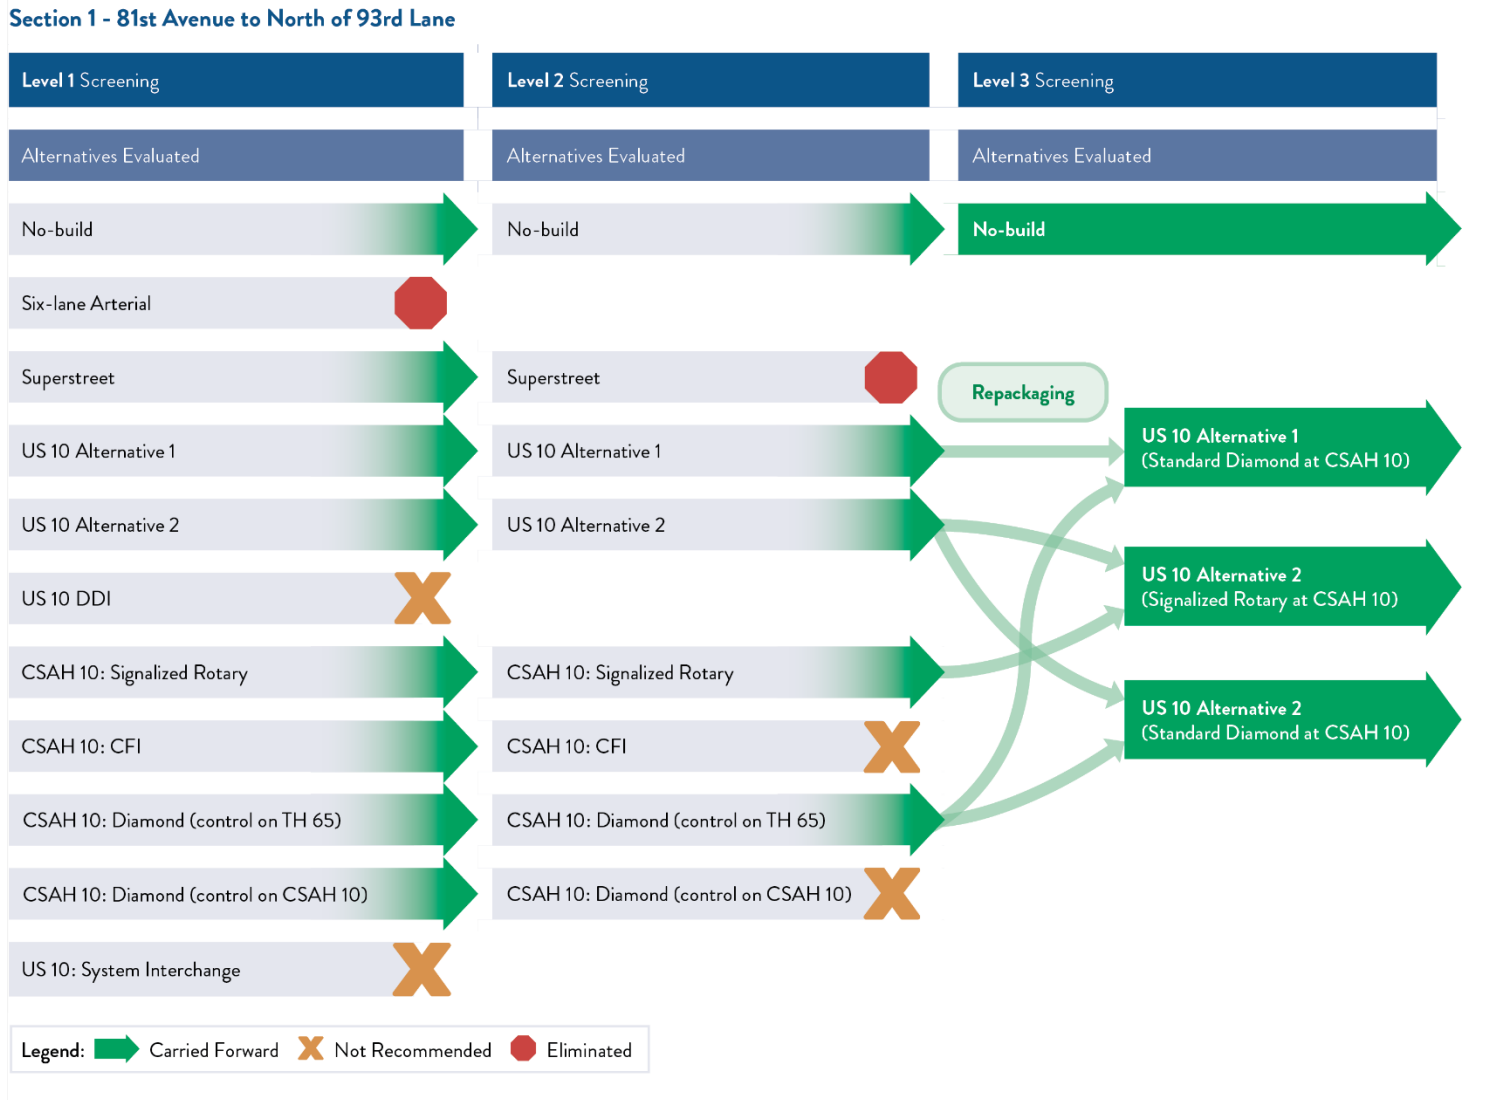 Section 1 - 81st Avenue to North of 93rd Lane
Level 1 Screening
Level 2 Screening
Level 3 Screening
Alternatives Evaluated
Alternatives Evaluated
Alternatives Evaluated
No-build
No-build
No-build
Six-lane Arterial
Superstreet
Superstreet
Repackaging
US 10 Alternative 1
US 10 Alternative 1
US 10 Alternative 1
(Standard Diamond at CSAH 10)
US 10 Alternative 2
US 10 Alternative 2
US 10 Alternative 2
(Signalized Rotary at CSAH 10)
US 10 DDI
CSAH 10: Signalized Rotary
CSAH 10: Signalized Rotary
US 10 Alternative 2
(Standard Diamond at CSAH 10)
CSAH 10: CFI
CSAH 10: CFI
CSAH 10: Diamond (control on TH 65)
CSAH 10: Diamond (control on TH 65)
CSAH 10: Diamond (control on CSAH 10)
CSAH 10: Diamond (control on CSAH 10)
US 10: System Interchange
Legend: Carried Forward Not Recommended Eliminated